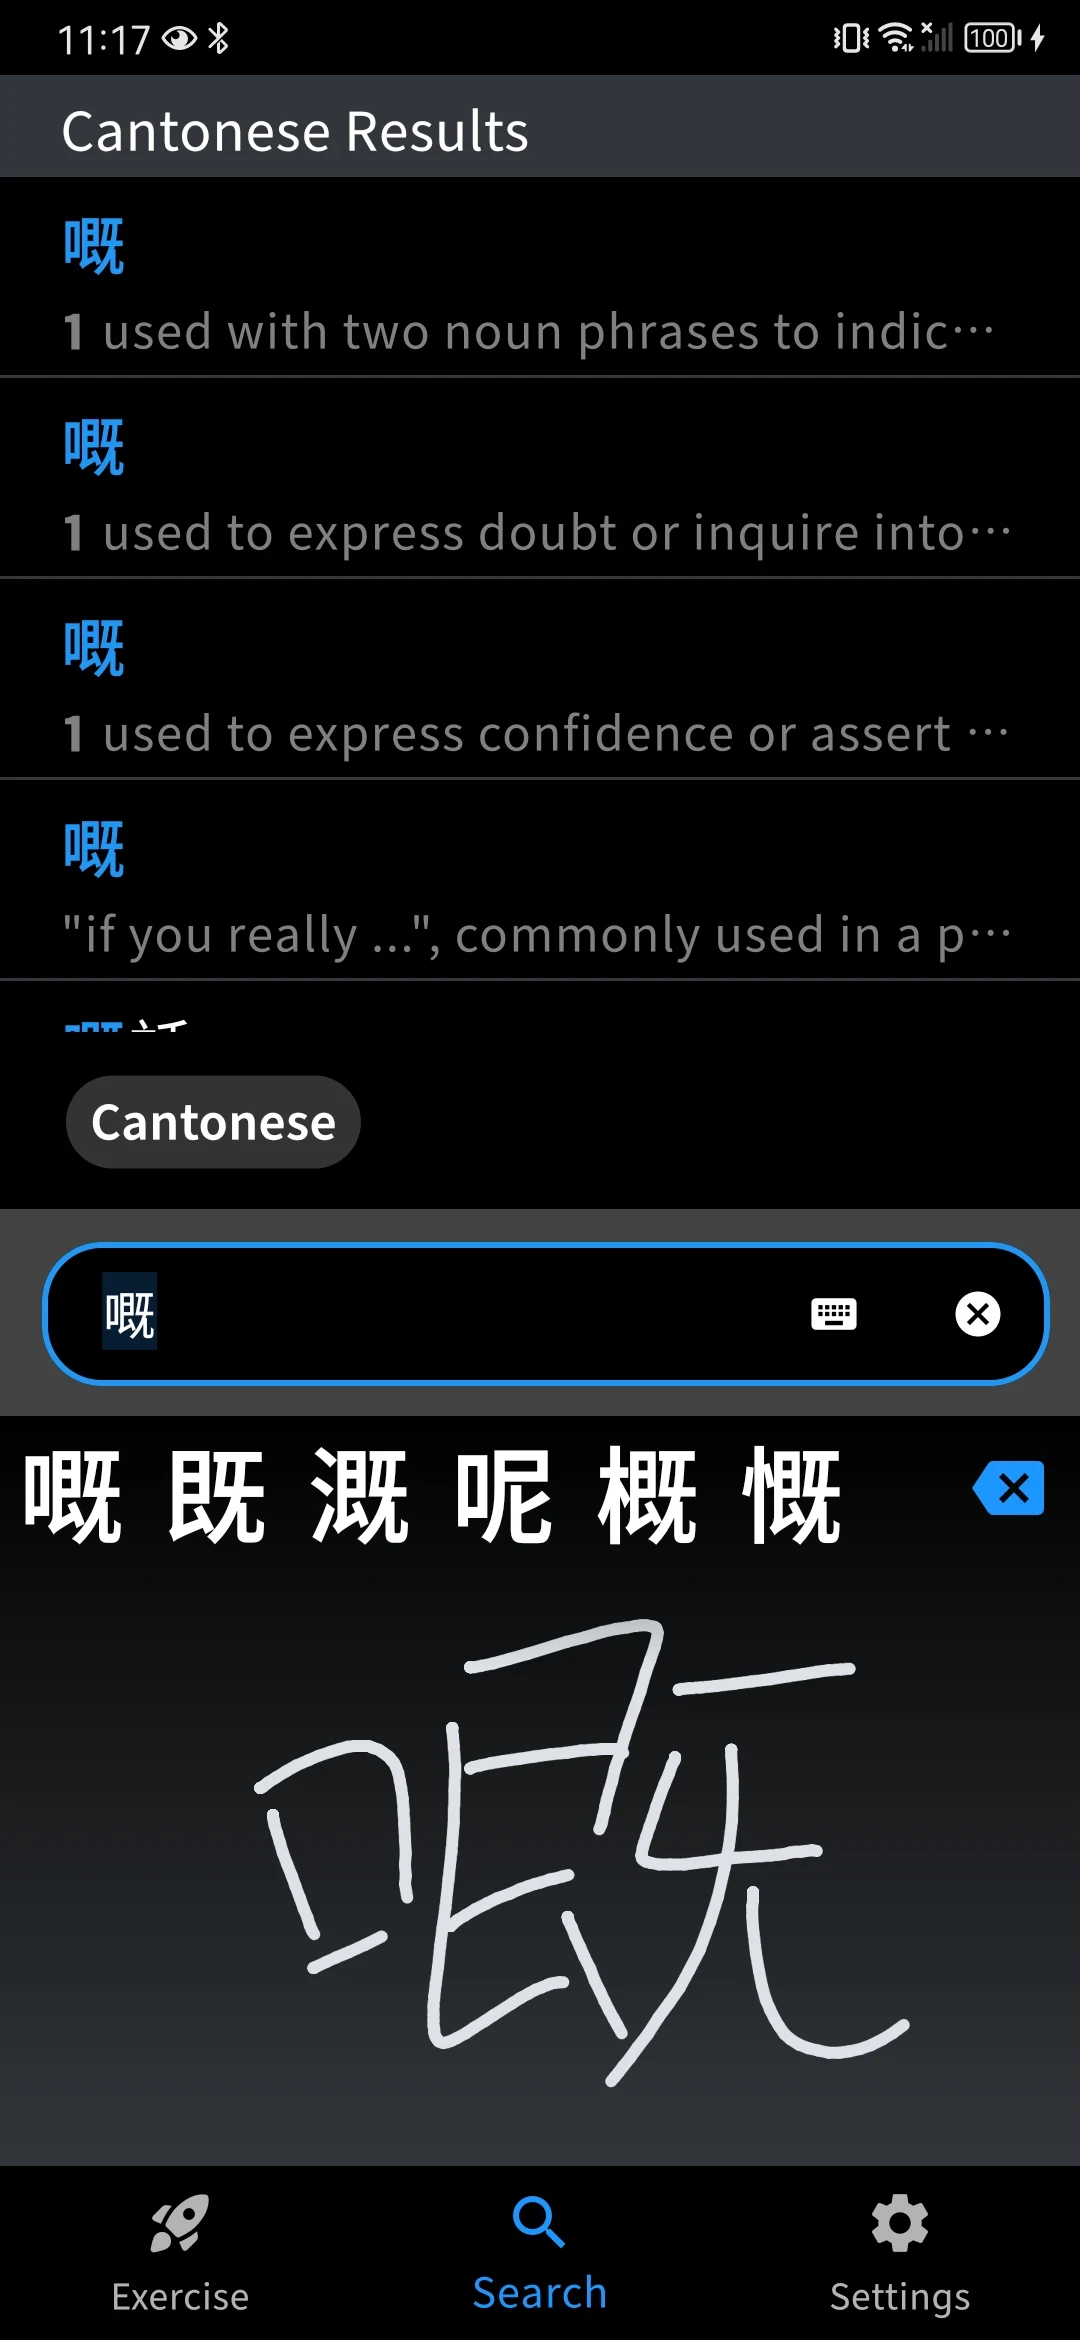 11:17
100
Cantonese Results
嘅
1 used with two noun phrases to indic…
嘅
1 used to express doubt or inquire into…
嘅
1 used to express confidence or assert …
嘅
"if you really ...", commonly used in a p…
Cantonese
嘅
嘅 既 溉 呢 概 慨
嘅
Exercise
Search
Settings